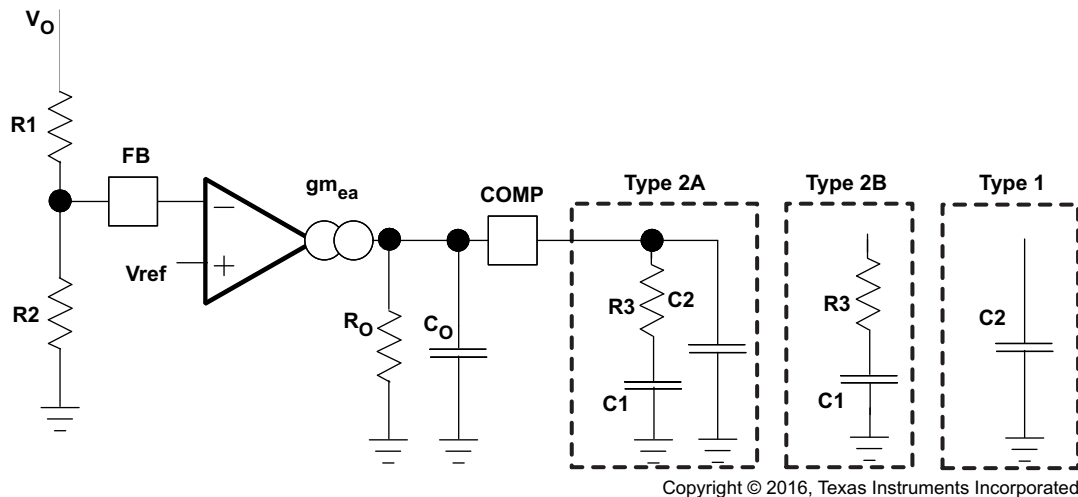 VO
R1
FB
gmea
COMP
Type 2A
Type 2B
Type 1
Vref
R2
RO
CO
R3
C2
C1
R3
C1
C2
Copyright © 2016, Texas Instruments Incorporated